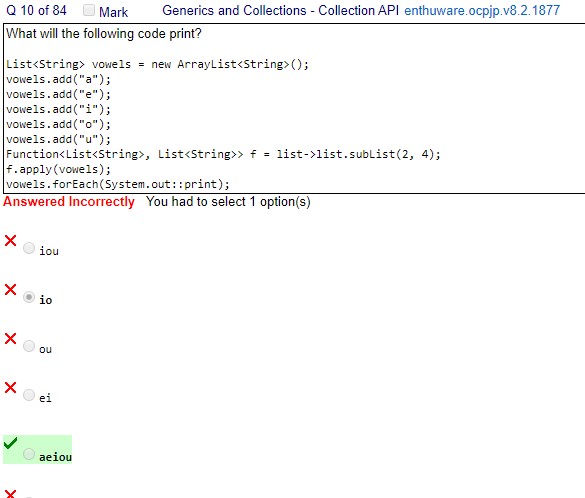 Q 10 of 84 Mark Generics and Collections - Collection API enthuware.ocpjp.v8.2.1877
What will the following code print?
List<String> vowels = new ArrayList<String>();
vowels.add("a");
vowels.add("e");
vowels.add("i");
vowels.add("o");
vowels.add("u");
Function<List<String>, List<String>> f = list->list.subList(2, 4);
f.apply(vowels);
vowels.forEach(System.out::print);
Answered Incorrectly You had to select 1 option(s)
iou
io
ou
ei
aeiou